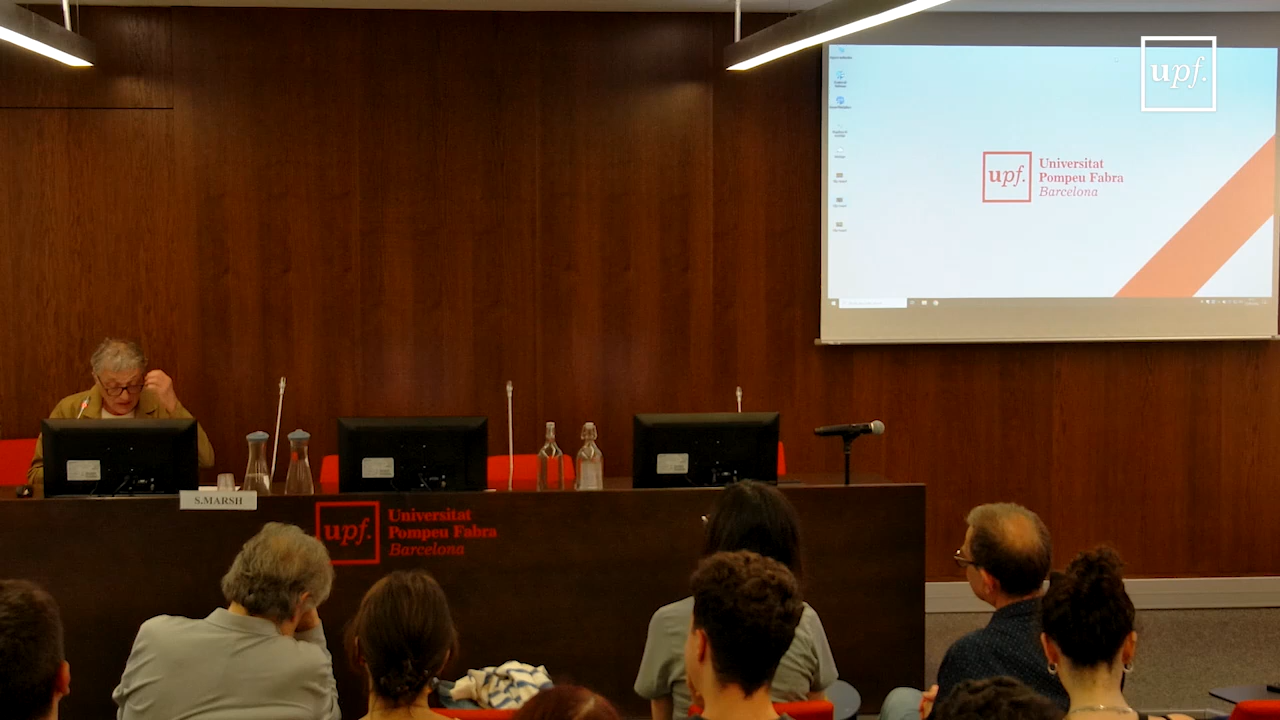 upf.
upf.
Universitat
Pompeu Fabra
Barcelona
S.MARSH
upf.
Universitat
Pompeu Fabra
Barcelona